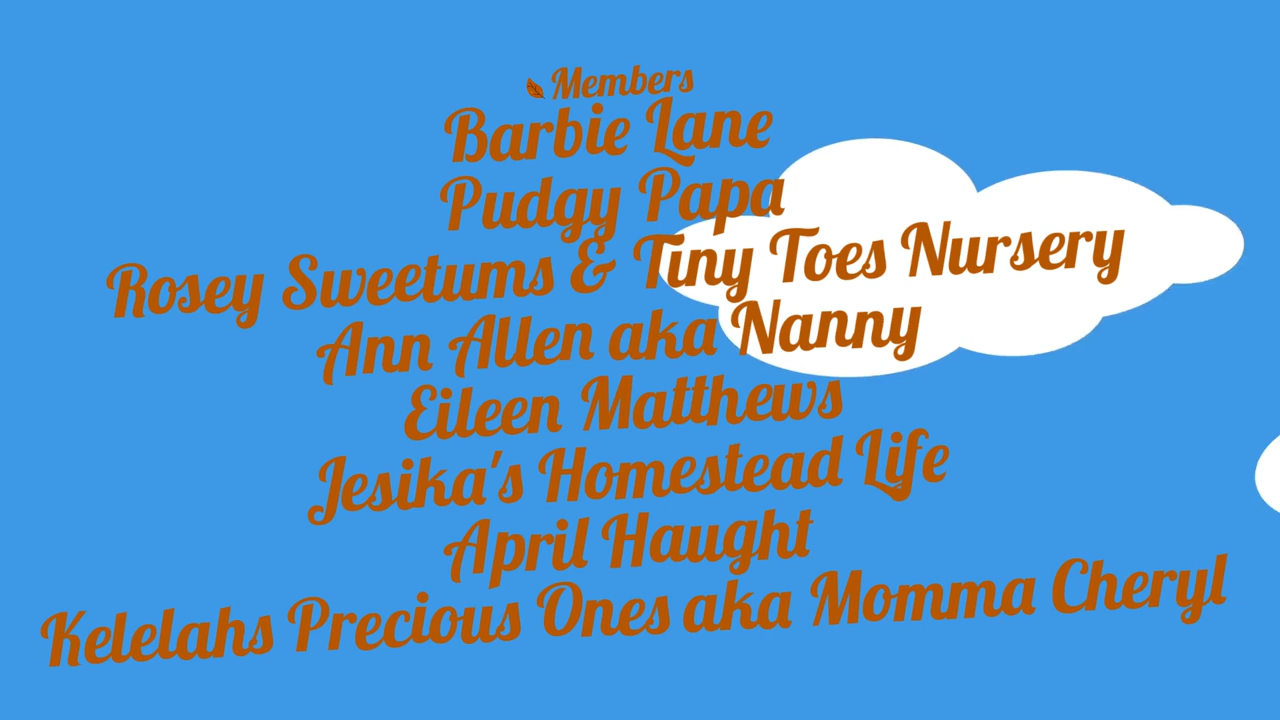 Members
Barbie Lane
Pudgy Papa
Rosey Sweetums & Tiny Toes Nursery
Ann Allen aka Nanny
Eileen Matthews
Jesika's Homestead Life
April Haught
Kelelahs Precious Ones aka Momma Cheryl